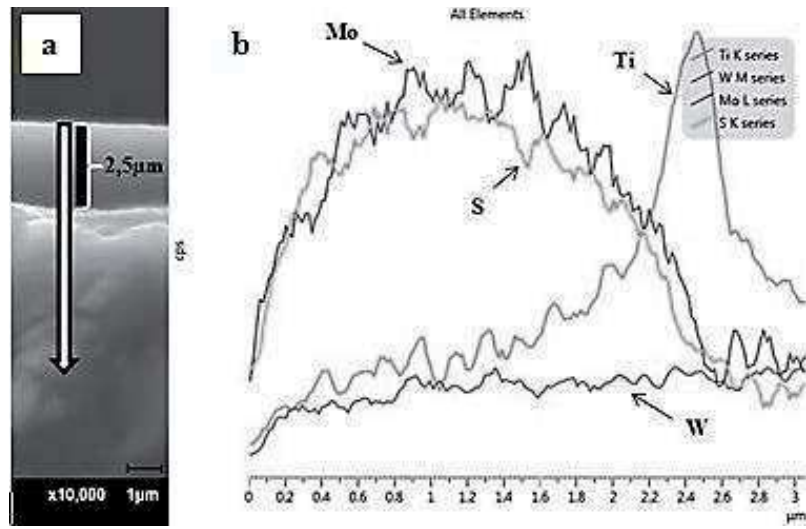 a
2,5µm
x10,000 1µm
b
All Elements
Mo
Ti
Ti K series
W M series
Mo L series
S K series
S
W
cps
0 0.2 0.4 0.6 0.8 1 1.2 1.4 1.6 1.8 2 2.2 2.4 2.6 2.8 3
µm